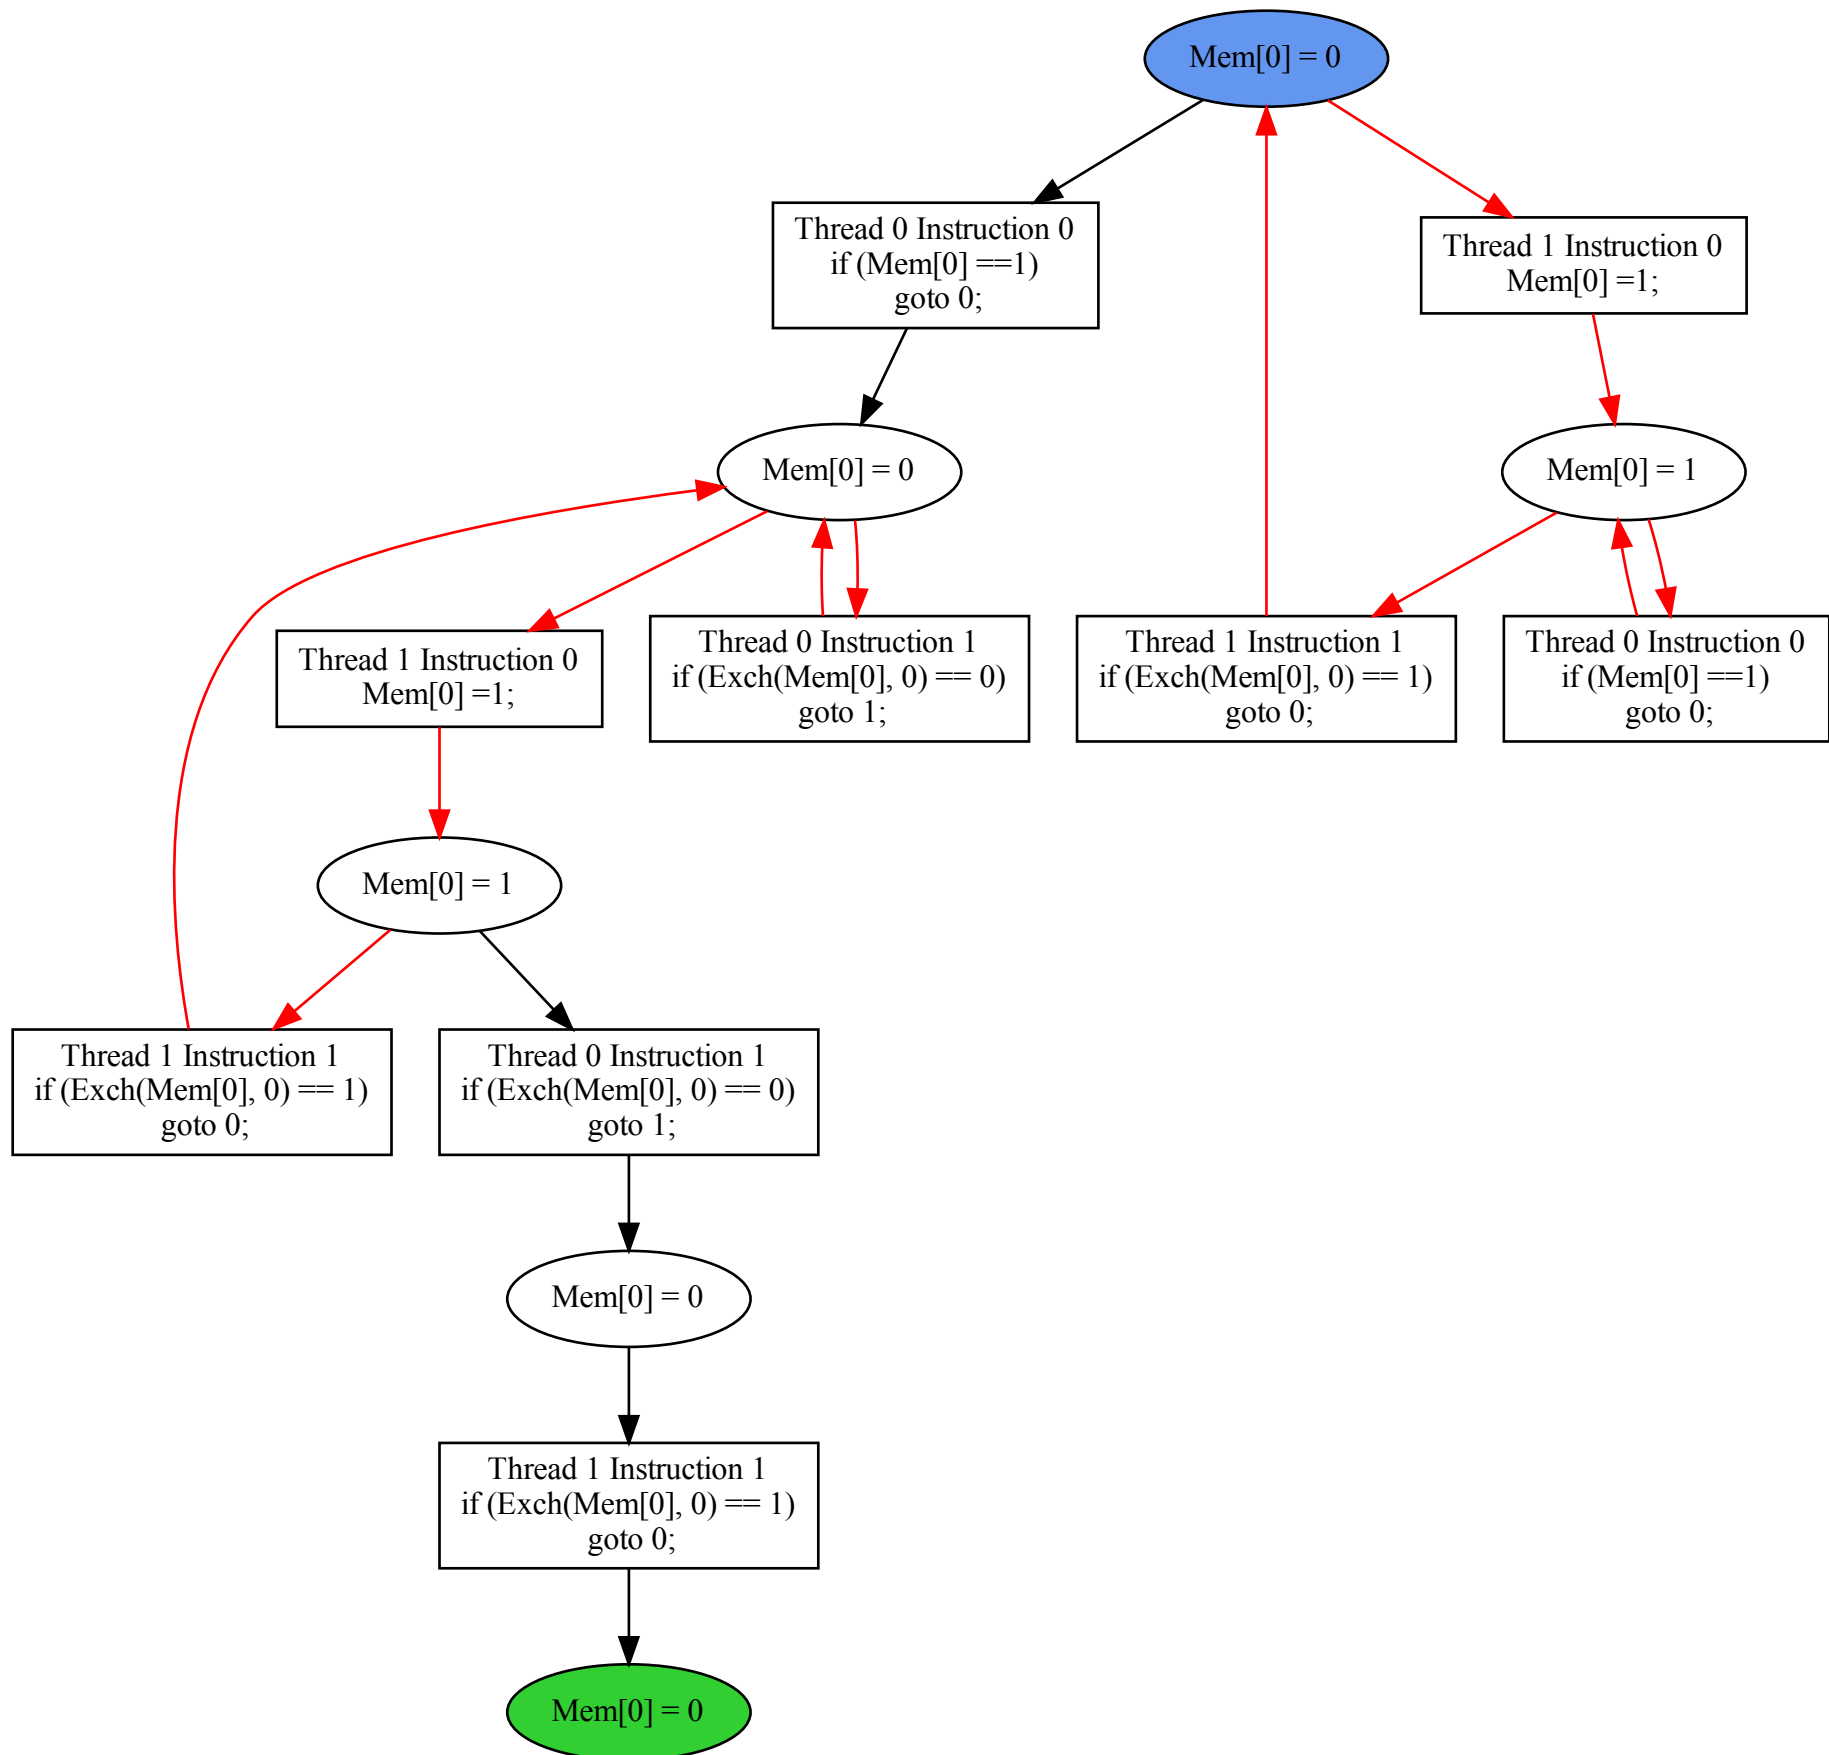 Mem[0] = 0
Thread 0 Instruction 0
if (Mem[0] ==1)
goto 0;
Thread 1 Instruction 0
Mem[0] =1;
Mem[0] = 0
Mem[0] = 1
Thread 1 Instruction 0
Mem[0] =1;
Thread 0 Instruction 1
if (Exch(Mem[0], 0) == 0)
goto 1;
Thread 1 Instruction 1
if (Exch(Mem[0], 0) == 1)
goto 0;
Thread 0 Instruction 0
if (Mem[0] ==1)
goto 0;
Mem[0] = 1
Thread 1 Instruction 1
if (Exch(Mem[0], 0) == 1)
goto 0;
Thread 0 Instruction 1
if (Exch(Mem[0], 0) == 0)
goto 1;
Mem[0] = 0
Thread 1 Instruction 1
if (Exch(Mem[0], 0) == 1)
goto 0;
Mem[0] = 0